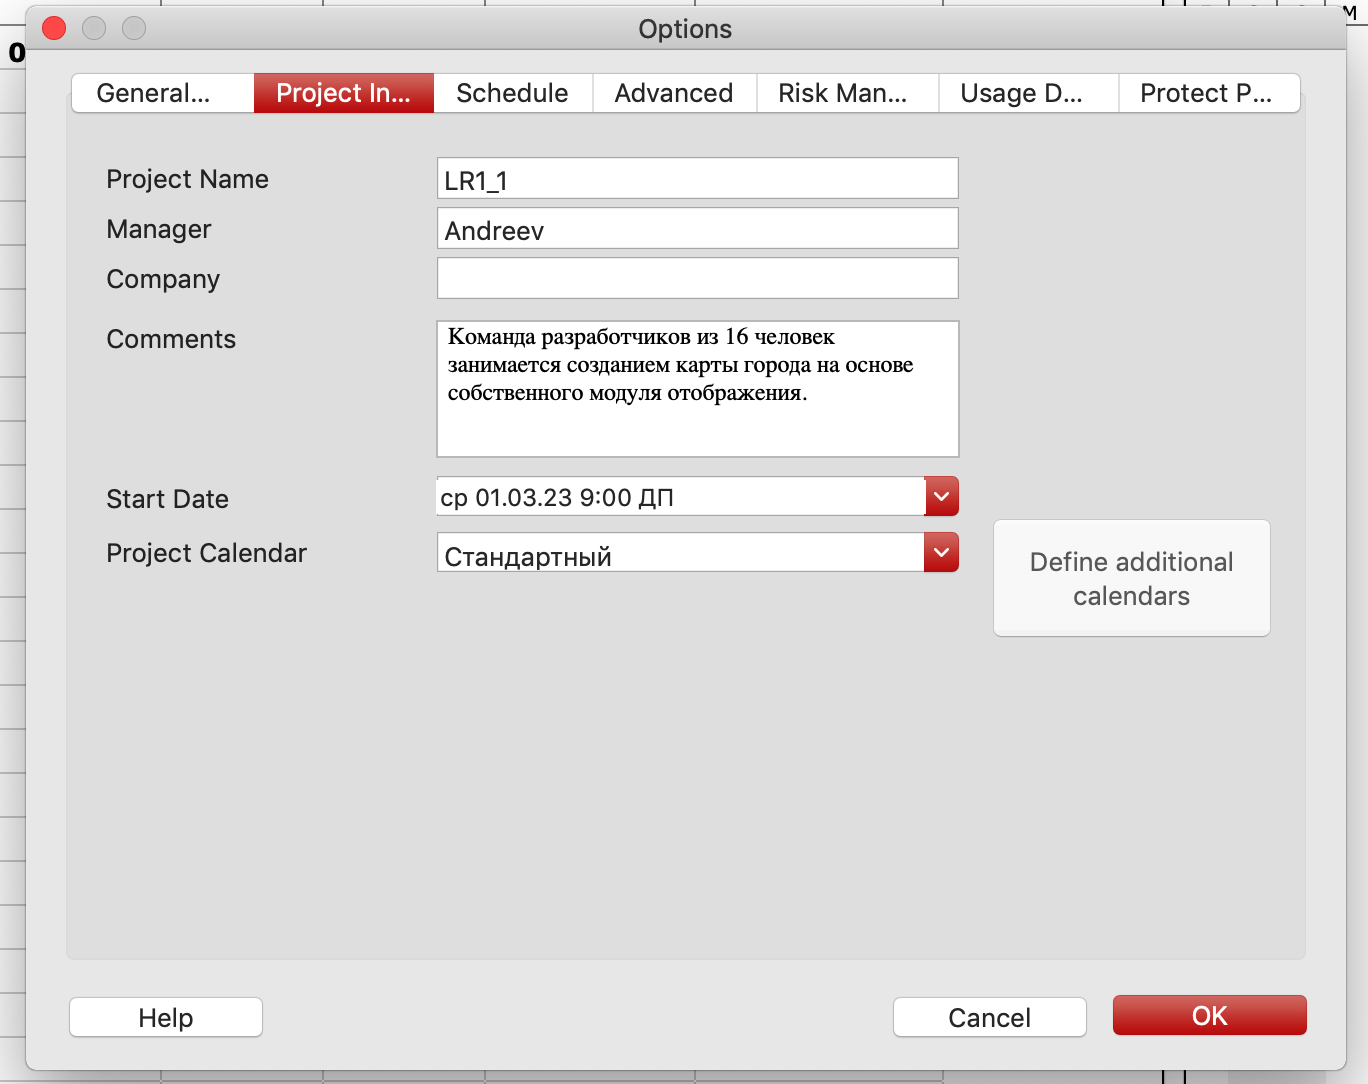 M
Options
0
General...
Project In...
Schedule
Advanced
Risk Man...
Usage D...
Protect P...
Project Name
LR1_1
Manager
Andreev
Company
Comments
Команда разработчиков из 16 человек
занимается созданием карты города на основе
собственного модуля отображения.
Start Date
ср 01.03.23 9:00 ДП
Project Calendar
Стандартный
Define additional
calendars
Help
Cancel
OK